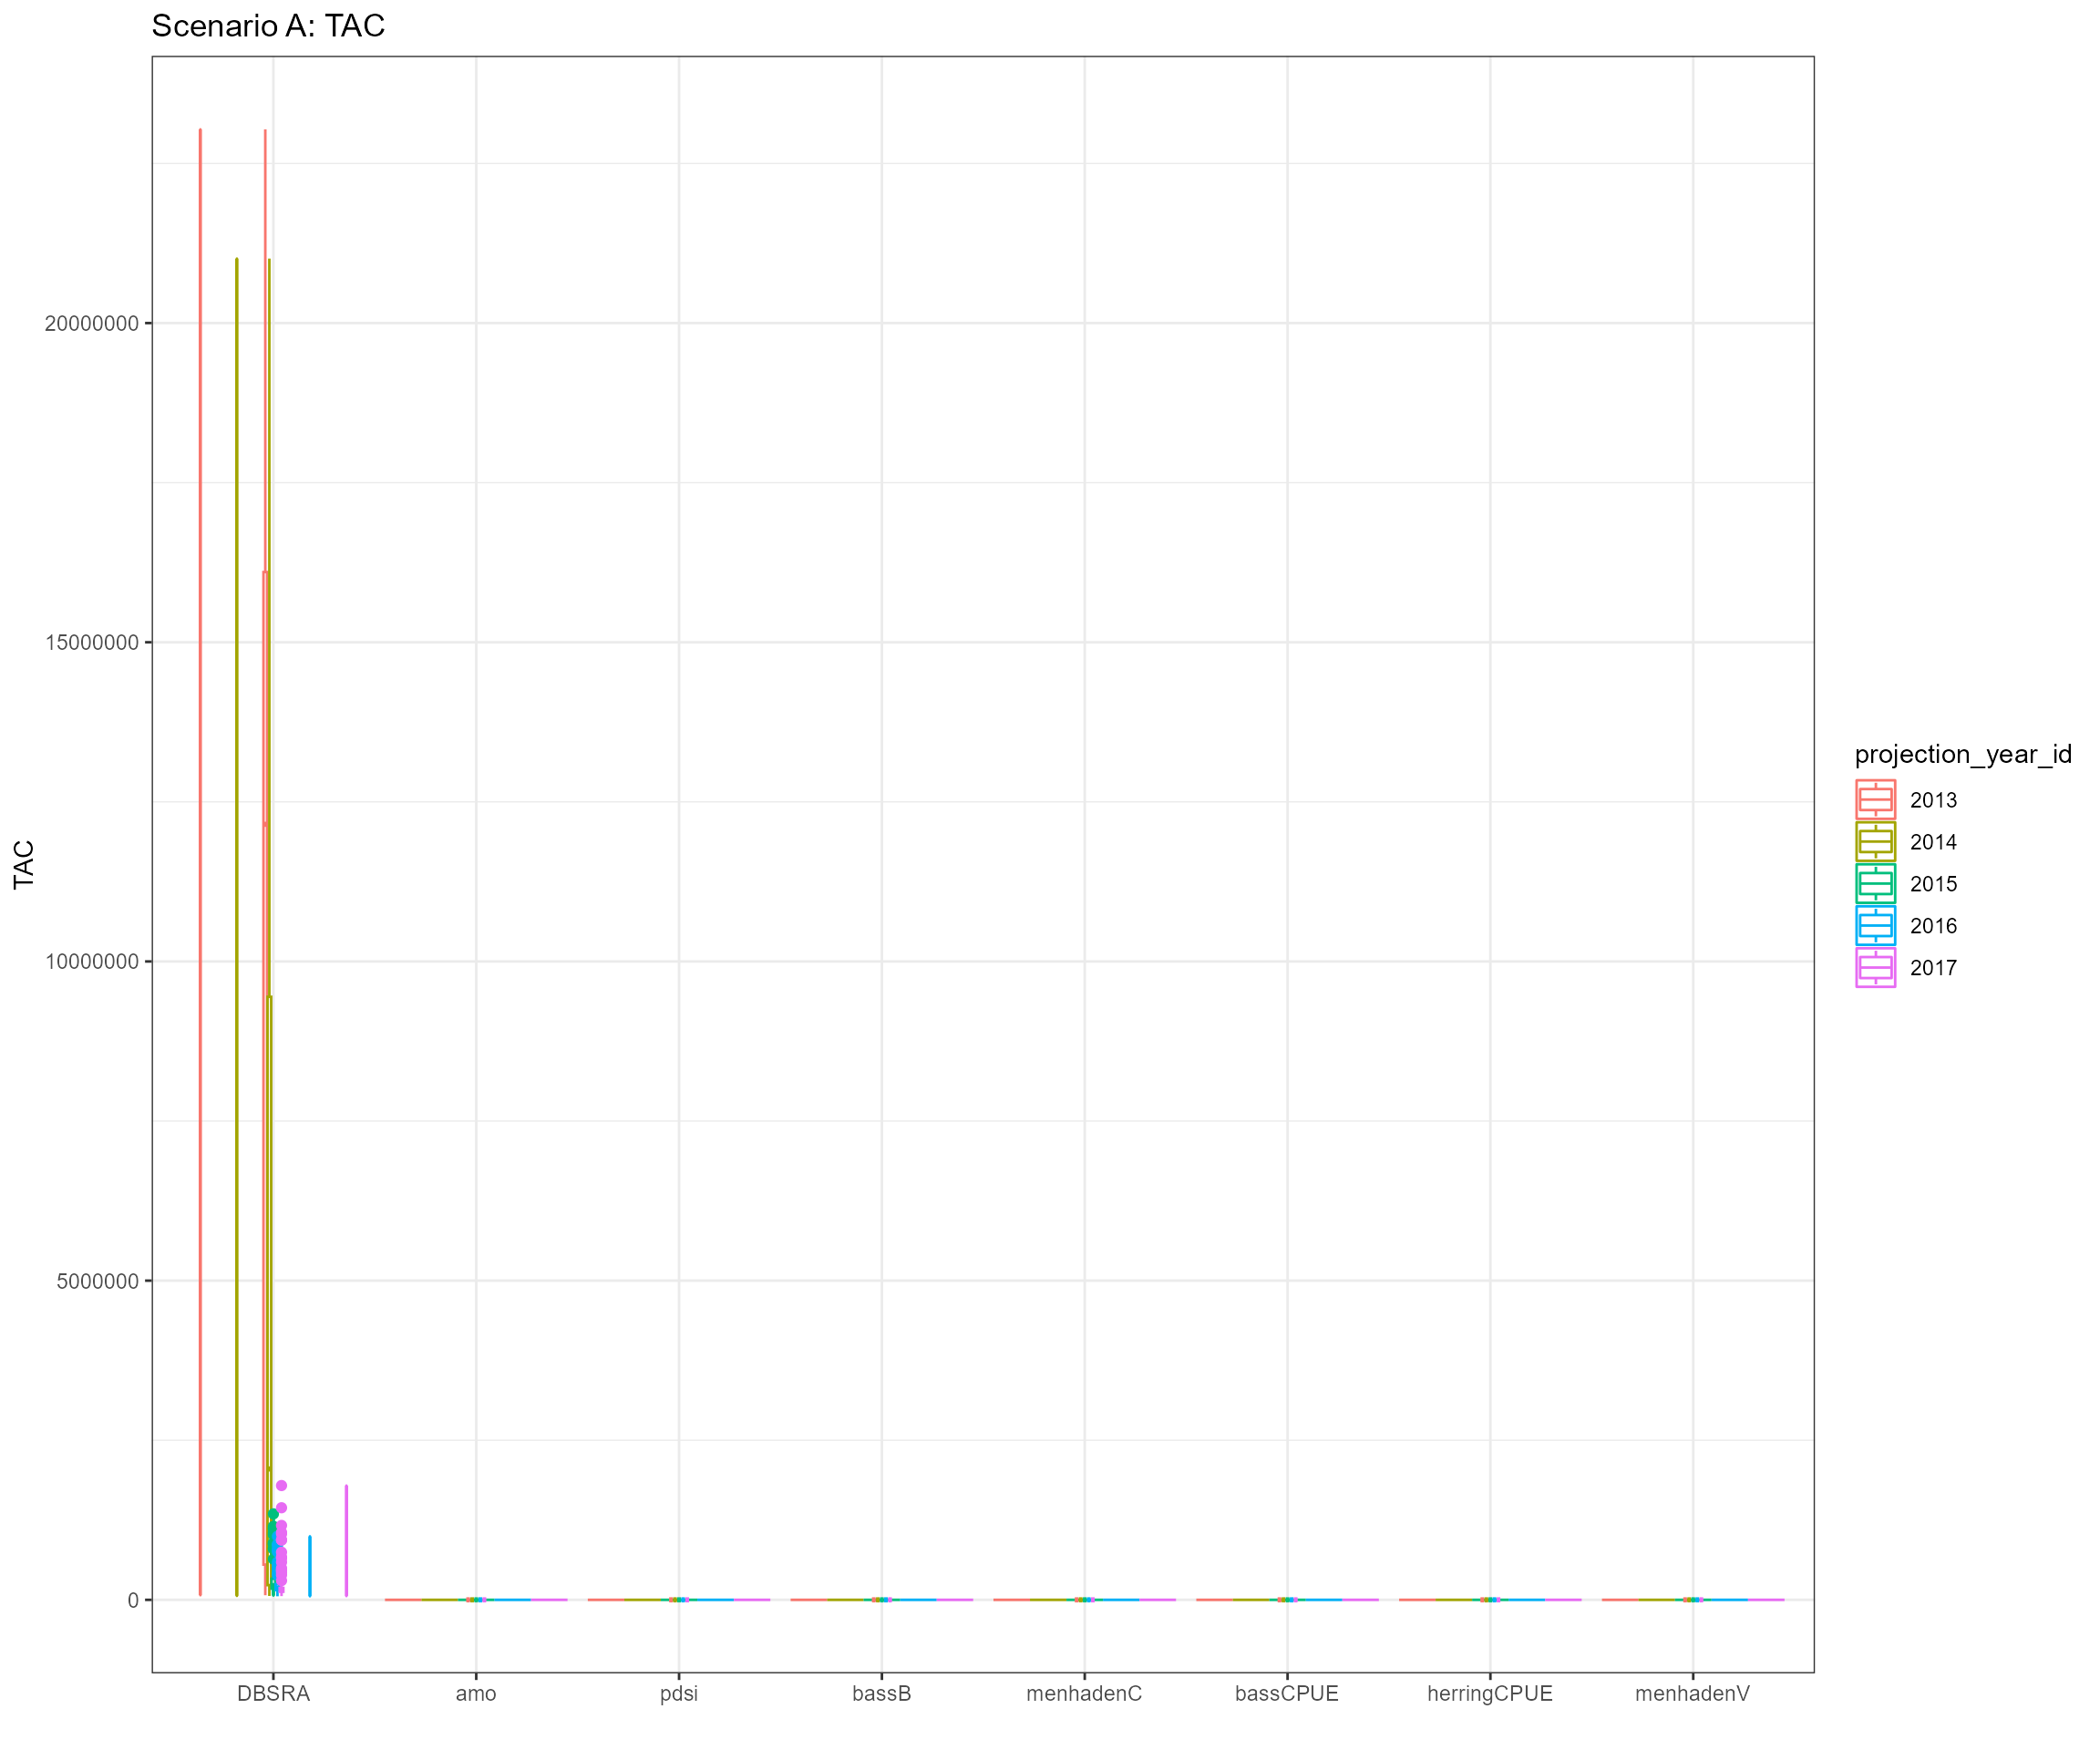 Scenario A: TAC
TAC
20000000
15000000
10000000
5000000
0
DBSRA
amo
pdsi
bassB
menhadenC
bassCPUE
herringCPUE
menhadenV
projection_year_id
2013
2014
2015
2016
2017